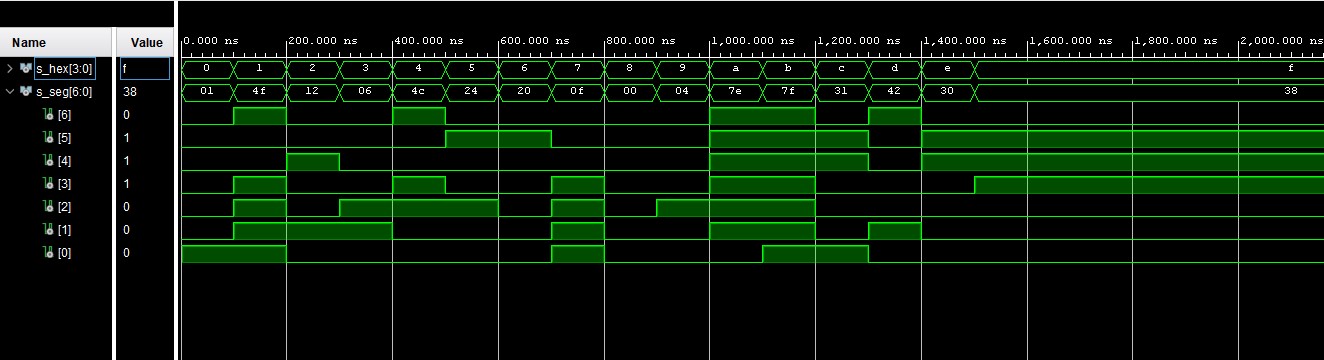 Name Value
0.000 ns 200.000 ns 400.000 ns 600.000 ns 800.000 ns 1,000.000 ns 1,200.000 ns 1,400.000 ns 1,600.000 ns 1,800.000 ns 2,000.000 ns
s_hex[3:0] f 0 1 2 3 4 5 6 7 8 9 a b c d e f
s_seg[6:0] 38 01 4f 12 06 4c 24 20 0f 00 04 7e 7f 31 42 30 38
[6] 0
[5] 1
[4] 1
[3] 1
[2] 0
[1] 0
[0] 0